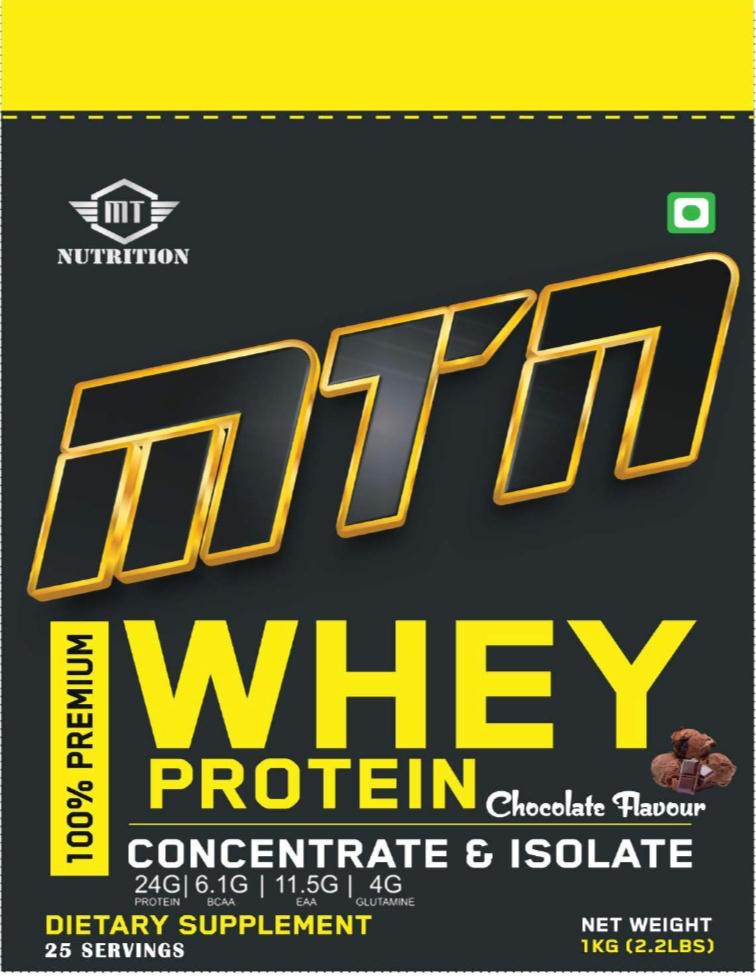 MT
NUTRITION
mTn
100% PREMIUM
WHEY
PROTEIN
Chocolate Flavour
CONCENTRATE & ISOLATE
24G| 6.1G | 11.5G | 4G
PROTEIN BCAA EAA GLUTAMINE
DIETARY SUPPLEMENT
25 SERVINGS
NET WEIGHT
1KG (2.2LBS)